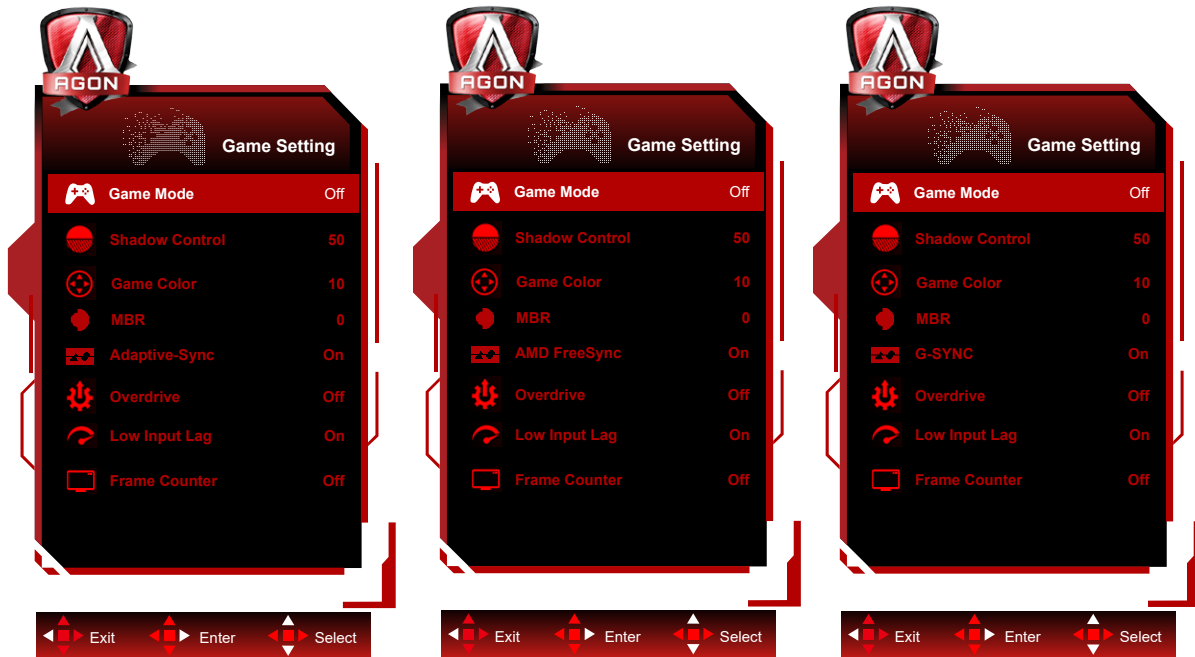 AGON
Game Setting
Game Mode Off
Shadow Control 50
Game Color 10
MBR 0
Adaptive-Sync On
Overdrive Off
Low Input Lag On
Frame Counter Off
Exit Enter Select
AGON
Game Setting
Game Mode Off
Shadow Control 50
Game Color 10
MBR 0
AMD FreeSync On
Overdrive Off
Low Input Lag On
Frame Counter Off
Exit Enter Select
AGON
Game Setting
Game Mode Off
Shadow Control 50
Game Color 10
MBR 0
G-SYNC On
Overdrive Off
Low Input Lag On
Frame Counter Off
Exit Enter Select